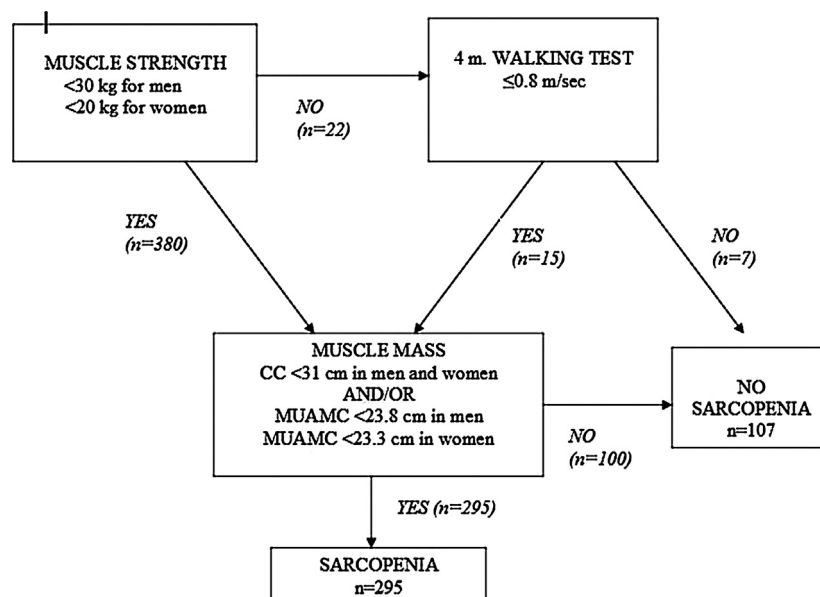 MUSCLE STRENGTH
<30 kg for men
<20 kg for women
NO
(n=22)
4 m. WALKING TEST
≤0.8 m/sec
YES
(n=380)
YES
(n=15)
NO
(n=7)
MUSCLE MASS
CC <31 cm in men and women
AND/OR
MUAMC <23.8 cm in men
MUAMC <23.3 cm in women
NO
(n=100)
NO
SARCOPENIA
n=107
YES (n=295)
SARCOPENIA
n=295